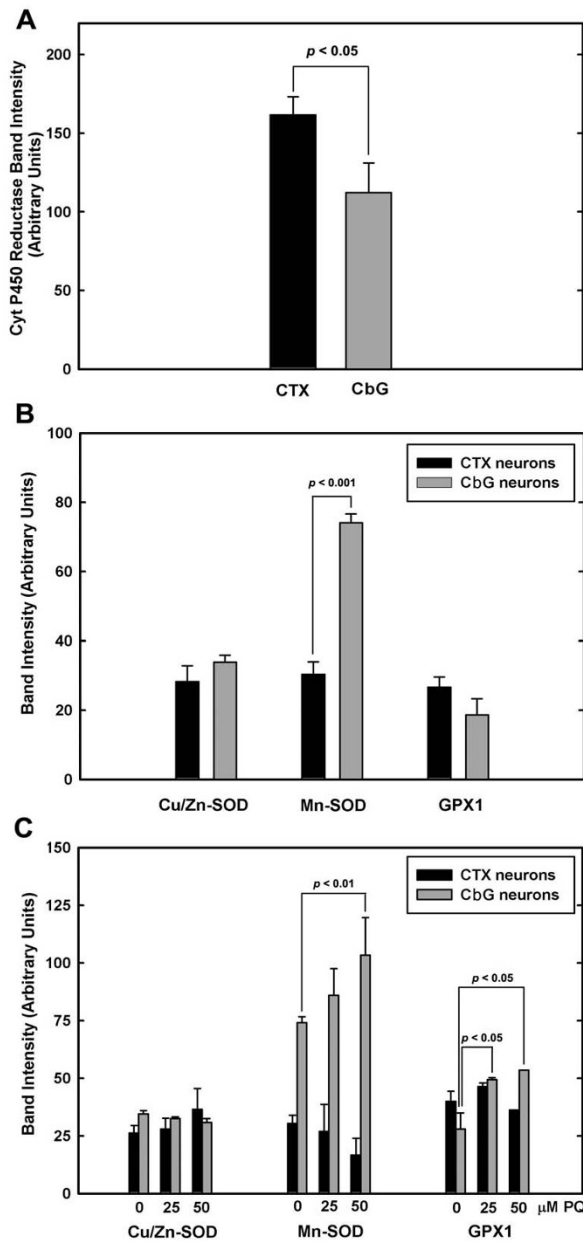 A
Cyt P450 Reductase Band Intensity
(Arbitrary Units)
200
150
100
50
0
p < 0.05
CTX
CbG
B
Band Intensity (Arbitrary Units)
100
80
60
40
20
0
CTX neurons
CbG neurons
p < 0.001
Cu/Zn-SOD
Mn-SOD
GPX1
C
Band Intensity (Arbitrary Units)
150
125
100
75
50
25
0
CTX neurons
CbG neurons
p < 0.01
p < 0.05
p < 0.05
0 25 50 0 25 50 0 25 50 μM PQ
Cu/Zn-SOD
Mn-SOD
GPX1